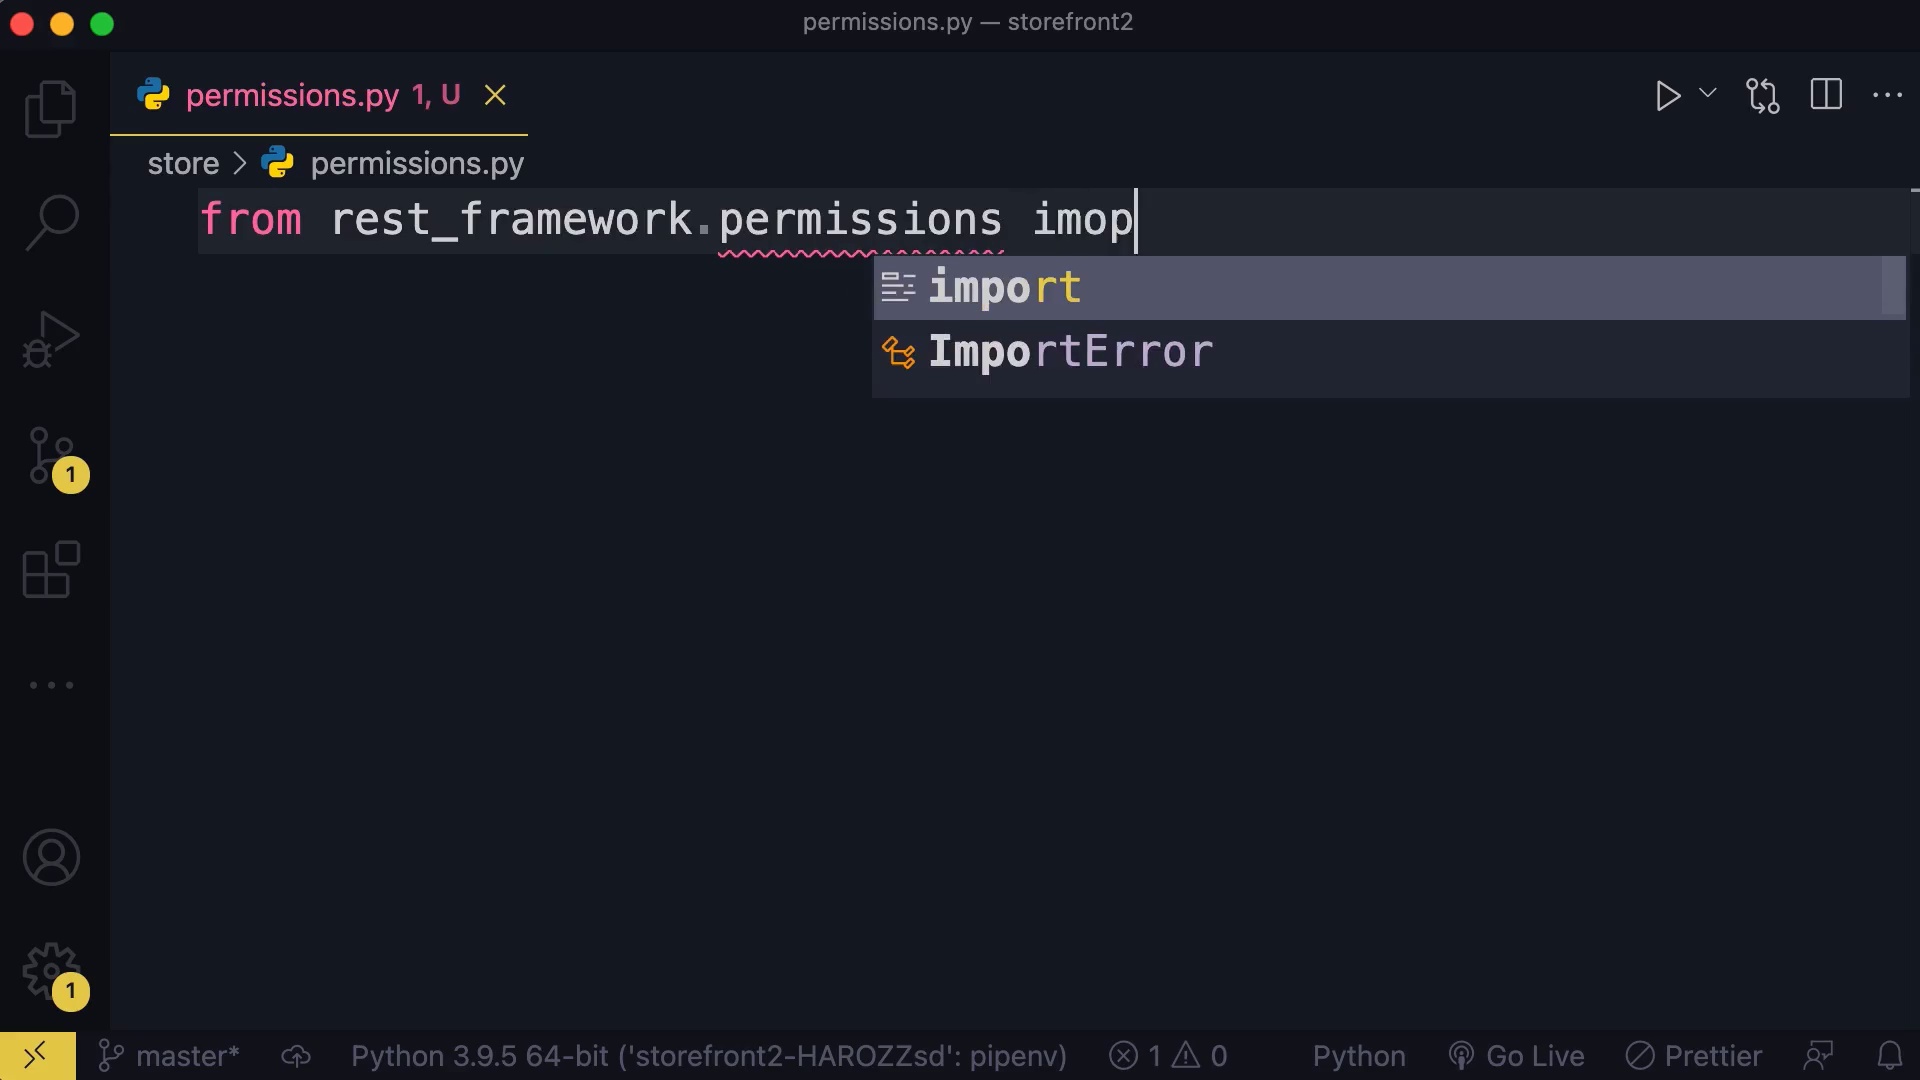 permissions.py — storefront2
permissions.py 1, U
store > permissions.py
from rest_framework.permissions imop
import
ImportError
1
1
master* Python 3.9.5 64-bit ('storefront2-HAROZZsd': pipenv) 1 0 Python Go Live Prettier